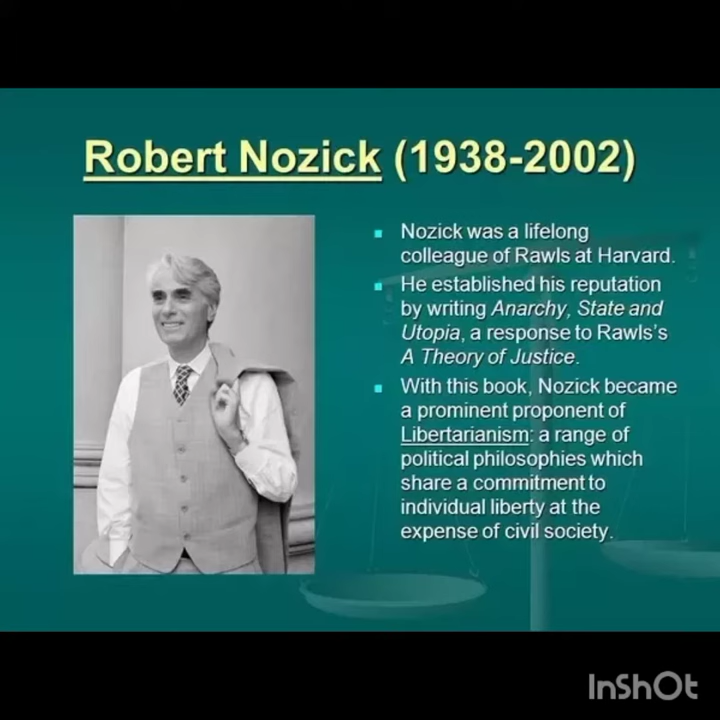 Robert Nozick (1938-2002)
Nozick was a lifelong
colleague of Rawls at Harvard.
He established his reputation
by writing Anarchy, State and
Utopia, a response to Rawls's
A Theory of Justice.
With this book, Nozick became
a prominent proponent of
Libertarianism: a range of
political philosophies which
share a commitment to
individual liberty at the
expense of civil society.
InShOt